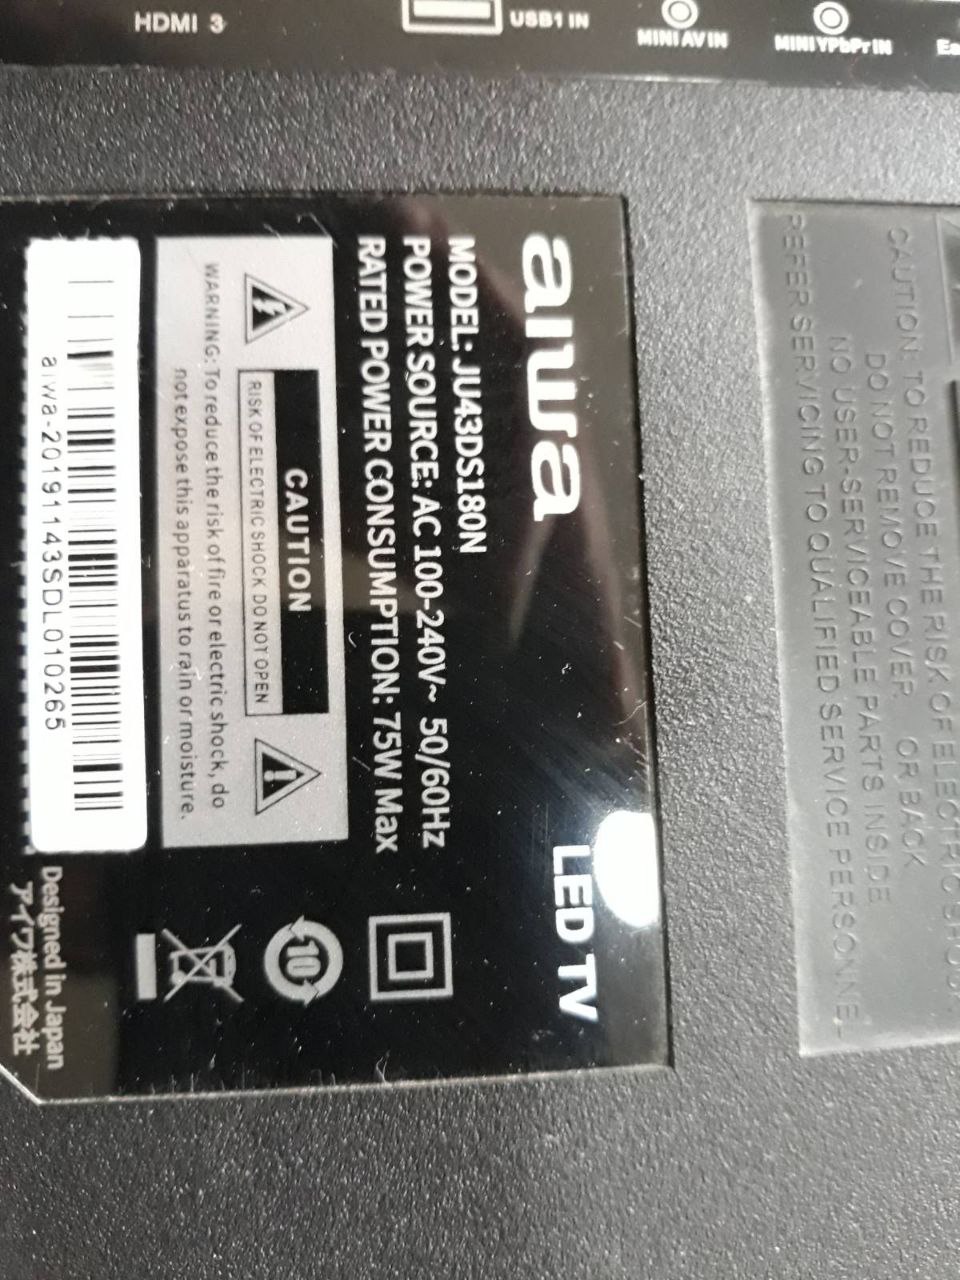 HDMI 3
USB1 IN
MINI AV IN
MINI YPbPr IN
CAUTION: TO REDUCE THE RISK OF ELECTRIC SHOCK
DO NOT REMOVE COVER OR BACK
NO USER-SERVICEABLE PARTS INSIDE
REFER SERVICING TO QUALIFIED SERVICE PERSONNEL
aiwa
LED TV
MODEL: JU43DS180N
POWER SOURCE: AC 100-240V~ 50/60Hz
RATED POWER CONSUMPTION: 75W Max
CAUTION
RISK OF ELECTRIC SHOCK DO NOT OPEN
WARNING: To reduce the risk of fire or electric shock, do
not expose this apparatus to rain or moisture.
10
aiwa-20191143SDL010265
Designed in Japan
アイワ株式会社